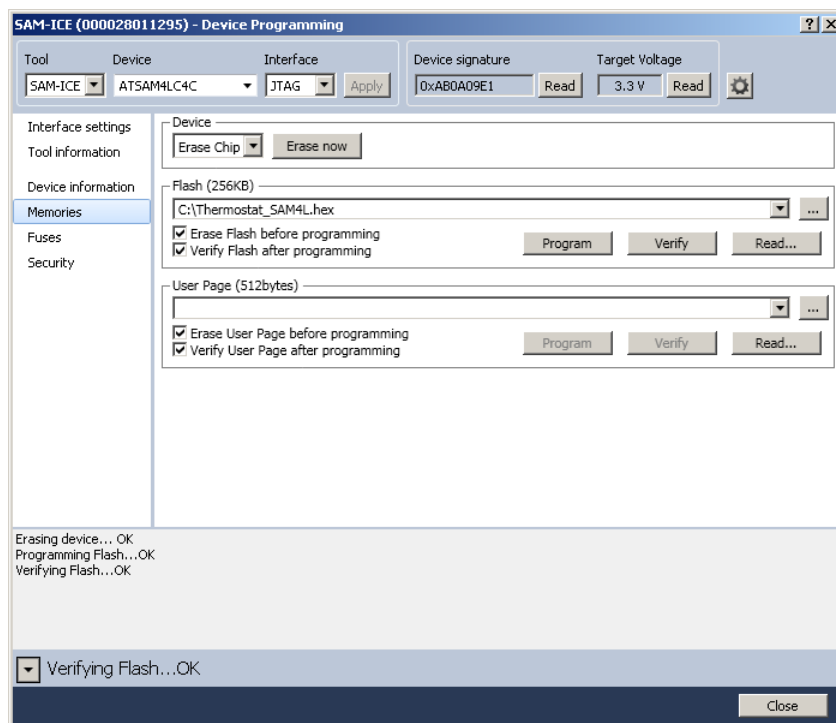 SAM-ICE (000028011295) - Device Programming
Tool Device Interface Device signature Target Voltage
SAM-ICE ATSAM4LC4C JTAG Apply 0xAB0A09E1 Read 3.3 V Read
Interface settings
Tool information
Device information
Memories
Fuses
Security
Device
Erase Chip Erase now
Flash (256KB)
C:\Thermostat_SAM4L.hex ...
Erase Flash before programming
Verify Flash after programming
Program Verify Read...
User Page (512bytes)
...
Erase User Page before programming
Verify User Page after programming
Program Verify Read...
Erasing device... OK
Programming Flash...OK
Verifying Flash...OK
Verifying Flash...OK
Close